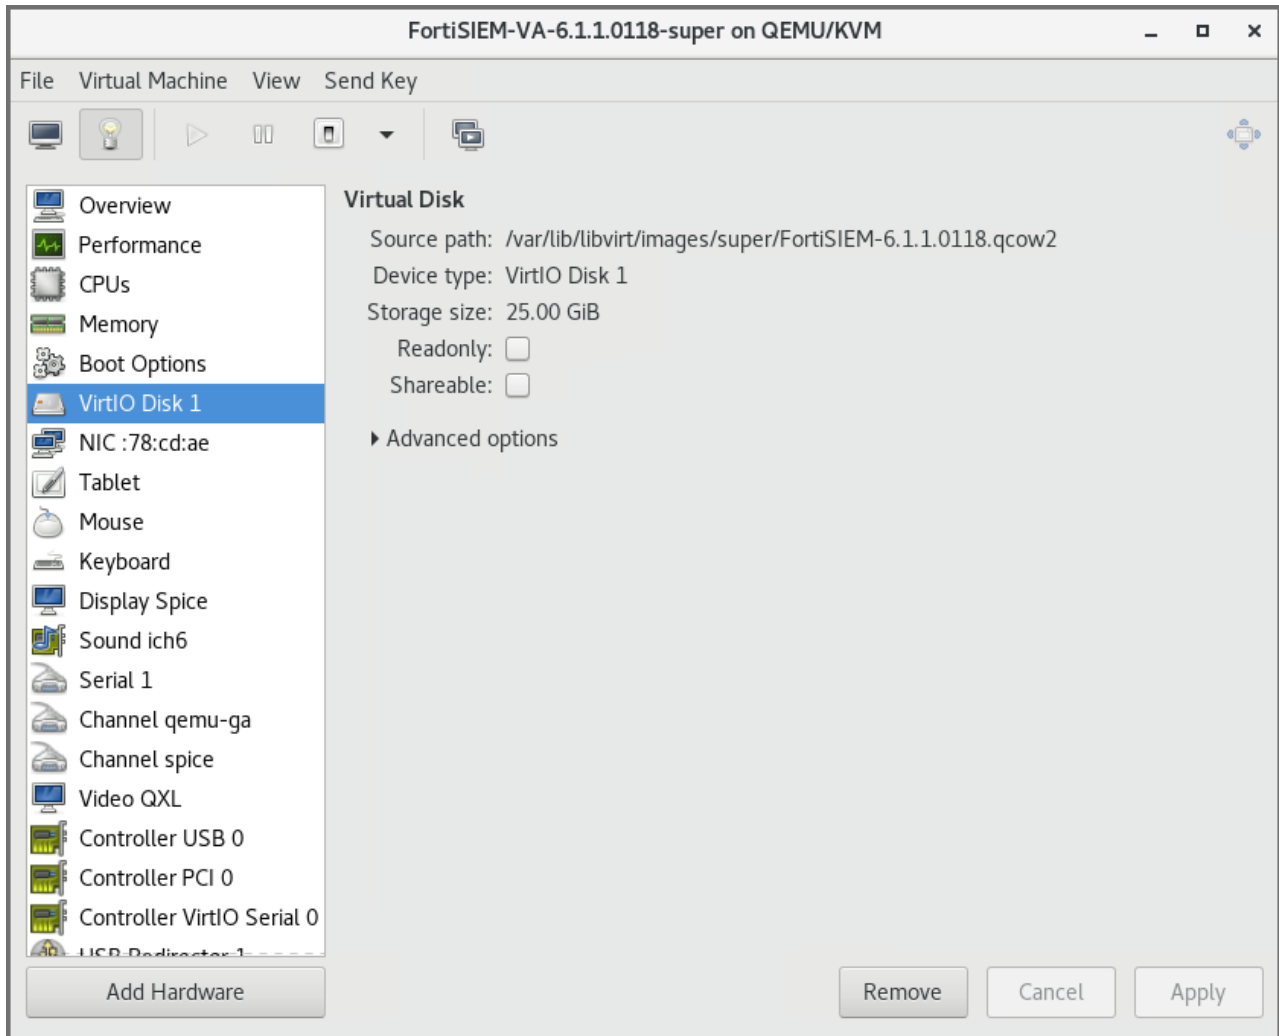 FortiSIEM-VA-6.1.1.0118-super on QEMU/KVM
File Virtual Machine View Send Key
Overview
Performance
CPUs
Memory
Boot Options
VirtIO Disk 1
NIC :78:cd:ae
Tablet
Mouse
Keyboard
Display Spice
Sound ich6
Serial 1
Channel qemu-ga
Channel spice
Video QXL
Controller USB 0
Controller PCI 0
Controller VirtIO Serial 0
USB Redirector 1
Add Hardware
Virtual Disk
Source path: /var/lib/libvirt/images/super/FortiSIEM-6.1.1.0118.qcow2
Device type: VirtIO Disk 1
Storage size: 25.00 GiB
Readonly:
Shareable:
Advanced options
Remove Cancel Apply